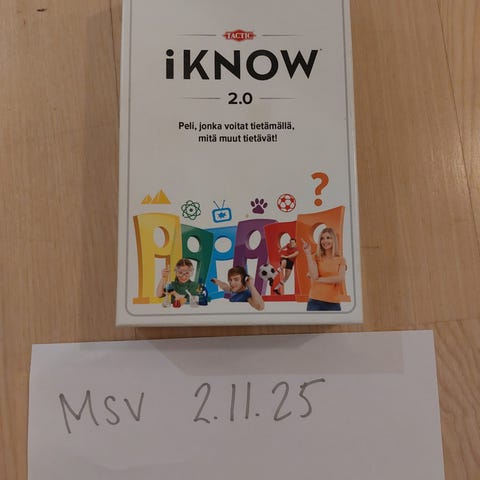 TACTIC
iKNOW
2.0
Peli, jonka voitat tietämällä,
mitä muut tietävät!
?
MSV 2.11.25